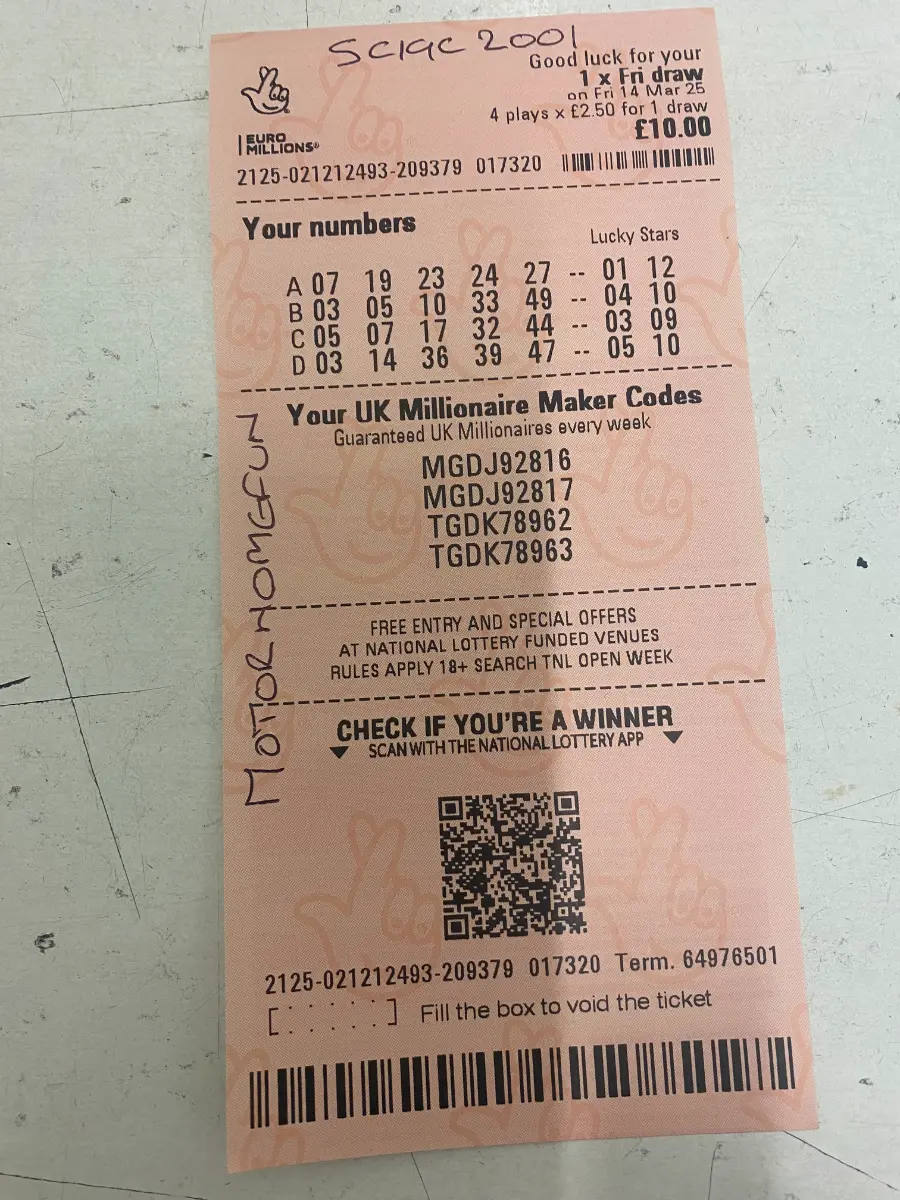 SCIGC 2001
Good luck for your
1 x Fri draw
on Fri 14 Mar 25
4 plays x £2.50 for 1 draw
£10.00
EURO
MILLIONS®
2125-021212493-209379 017320
Your numbers
Lucky Stars
A 07 19 23 24 27 -- 01 12
B 03 05 10 33 49 -- 04 10
C 05 07 17 32 44 -- 03 09
D 03 14 36 39 47 -- 05 10
Your UK Millionaire Maker Codes
Guaranteed UK Millionaires every week
MGDJ92816
MGDJ92817
TGDK78962
TGDK78963
MOTORHOMEFUN
FREE ENTRY AND SPECIAL OFFERS
AT NATIONAL LOTTERY FUNDED VENUES
RULES APPLY 18+ SEARCH TNL OPEN WEEK
CHECK IF YOU'RE A WINNER
SCAN WITH THE NATIONAL LOTTERY APP
2125-021212493-209379 017320 Term. 64976501
Fill the box to void the ticket